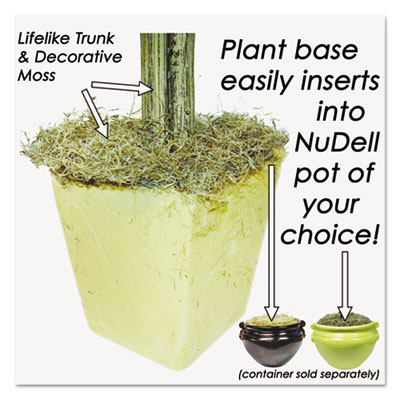 Lifelike Trunk
& Decorative
Moss
Plant base
easily inserts
into
NuDell
pot of
your
choice!
(container sold separately)